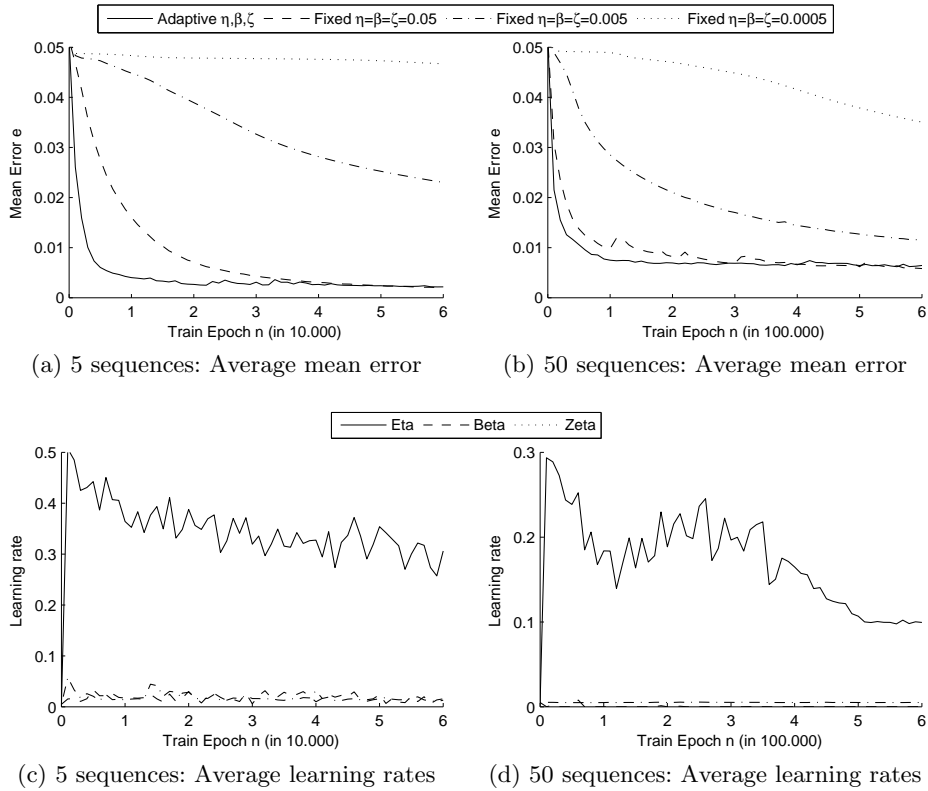 Adaptive η,β,ζ Fixed η=β=ζ=0.05 Fixed η=β=ζ=0.005 Fixed η=β=ζ=0.0005
0.05
0.04
0.03
0.02
0.01
0
Mean Error e
0 1 2 3 4 5 6
Train Epoch n (in 10.000)
(a) 5 sequences: Average mean error
0.05
0.04
0.03
0.02
0.01
0
Mean Error e
0 1 2 3 4 5 6
Train Epoch n (in 100.000)
(b) 50 sequences: Average mean error
Eta Beta Zeta
0.5
0.4
0.3
0.2
0.1
0
Learning rate
0 1 2 3 4 5 6
Train Epoch n (in 10.000)
(c) 5 sequences: Average learning rates
0.3
0.2
0.1
0
Learning rate
0 1 2 3 4 5 6
Train Epoch n (in 100.000)
(d) 50 sequences: Average learning rates